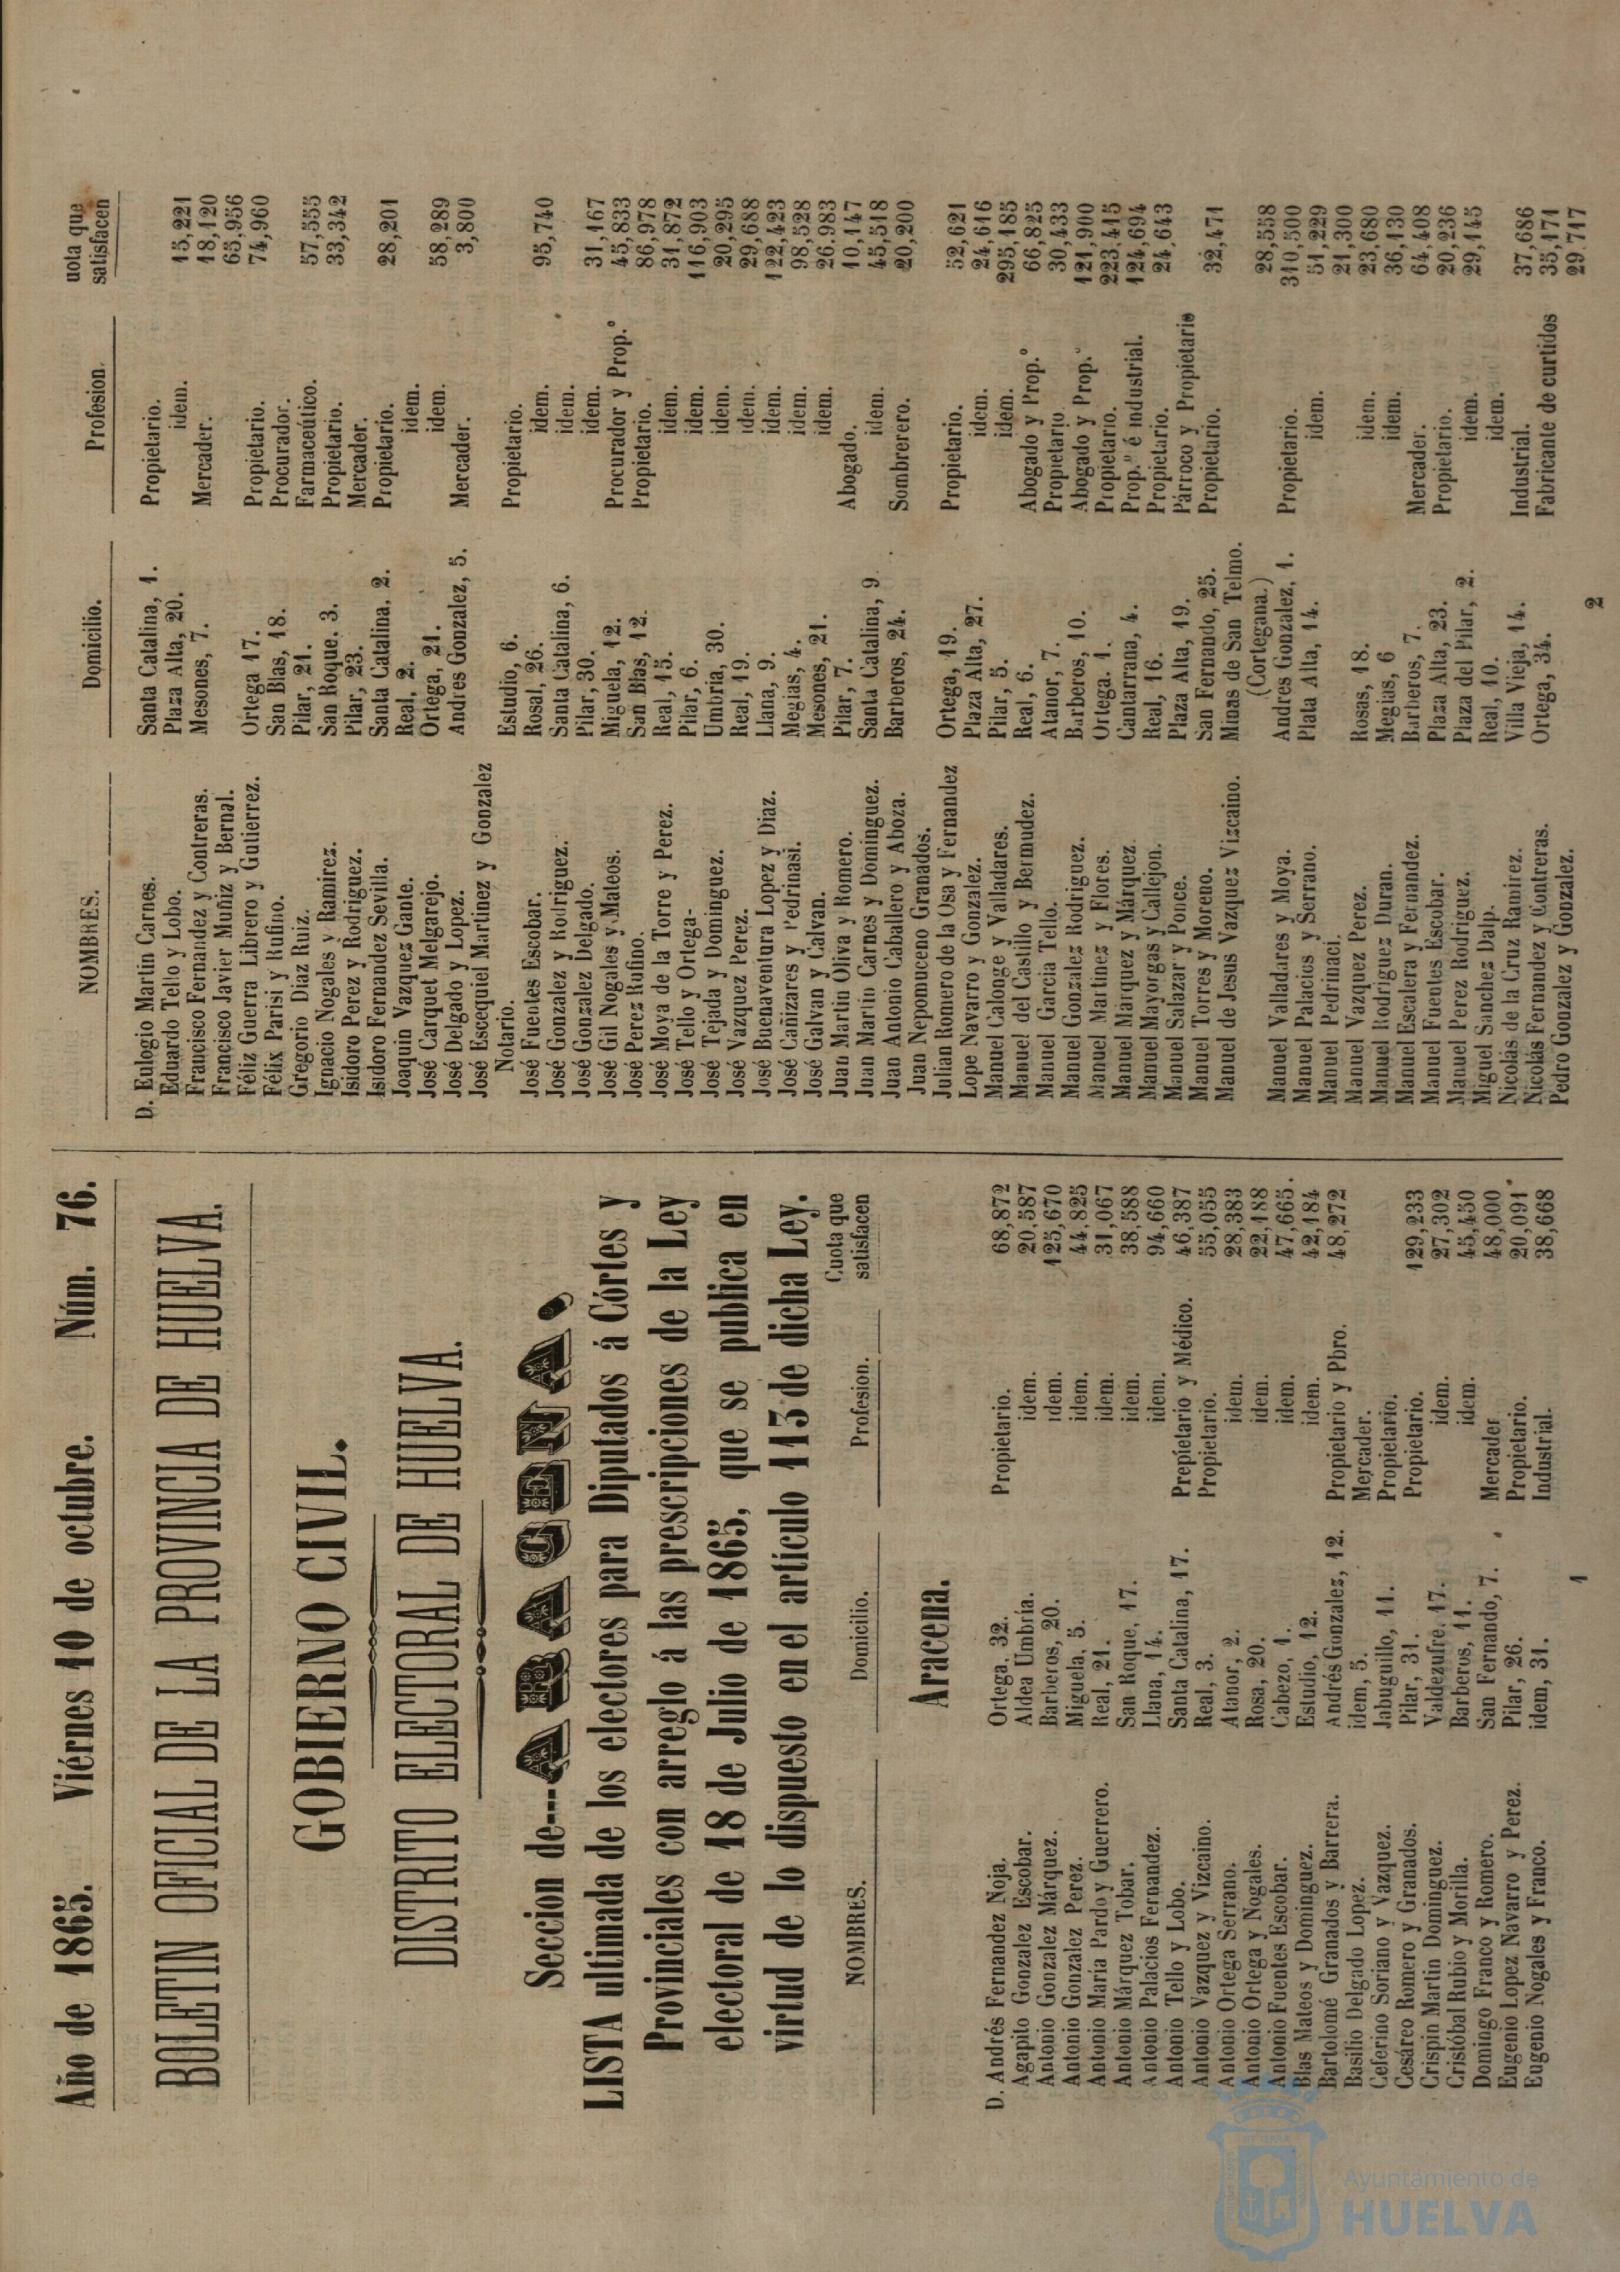 Año de 1865. Viérnes 10 de octubre. Núm. 76.
BOLETIN OFICIAL DE LA PROVINCIA DE HUELVA.
GOBIERNO CIVIL.
DISTRITO ELECTORAL DE HUELVA.
Seccion de---ARACENA.
LISTA ultimada de los electores para Diputados á Córtes y
Provinciales con arreglo á las prescripciones de la Ley
electoral de 18 de Julio de 1865, que se publica en
virtud de lo dispuesto en el artículo 113 de dicha Ley.
NOMBRES. Domicilio. Profesion. Cuota que satisfacen
Aracena.
D. Andrés Fernandez Noja. Ortega. 32. Propietario. 68,872
Agapito Gonzalez Escobar. Aldea Umbría. idem. 20,587
Antonio Gonzalez Márquez. Barberos, 20. idem. 125,670
Antonio Gonzalez Perez. Miguela, 5. idem. 44,825
Antonio María Pardo y Guerrero. Real, 21. idem. 31,067
Antonio Márquez Tobar. San Roque, 17. idem. 38,588
Antonio Palacios Fernandez. Llana, 14. idem. 94,660
Antonio Tello y Lobo. Santa Catalina, 17. Prepietario y Médico. 46,387
Antonio Vazquez y Vizcaino. Real, 3. Propietario. 55,055
Antonio Ortega Serrano. Atanor, 2. idem. 28,383
Antonio Ortega y Nogales. Rosa, 20. idem. 22,188
Antonio Fuentes Escobar. Cabezo, 1. idem. 47,665.
Blas Mateos y Dominguez. Estudio, 12. idem. 42,184
Bartolomé Granados y Barrera. Andrés Gonzalez, 12. Propietario y Pbro. 48,272
Basilio Delgado Lopez. idem, 5. Mercader.
Ceferino Soriano y Vazquez. Jabuguillo, 11. Propietario.
Cesáreo Romero y Granados. Pilar, 31. Propietario. 129,233
Crispin Martin Dominguez. Valdezufre. 17. idem. 27,302
Cristóbal Rubio y Morilla. Barberos, 11. idem. 45,450
Domingo Franco y Romero. San Fernando, 7. Mercader 48,000
Eugenio Lopez Navarro y Perez. Pilar, 26. Propietario. 20,091
Eugenio Nogales y Franco. idem, 31. Industrial. 38,668
1
NOMBRES. Domicilio. Profesion. uota que satisfacen
D. Eulogio Martin Carnes. Santa Catalina, 1. Propietario.
Eduardo Tello y Lobo. Plaza Alta, 20. idem. 15,221
Francisco Fernandez y Contreras. Mesones, 7. Mercader. 18,120
Francisco Javier Muñiz y Bernal. 65,956
Féliz Guerra Librero y Gutierrez. Ortega 17. Propietario. 74,960
Félix Parisi y Rufino. San Blas, 18. Procurador.
Gregorio Diaz Ruiz. Pilar, 21. Farmaceútico. 57,555
Ignacio Nogales y Ramirez. San Roque, 3. Propietario. 33,342
Isidoro Perez y Rodriguez. Pilar, 23. Mercader.
Isidoro Fernandez Sevilla. Santa Catalina, 2. Propietario. 28,201
Joaquin Vazquez Gante. Real, 2. idem.
José Carquet Melgarejo. Ortega, 21. idem. 58,289
José Delgado y Lopez. Andres Gonzalez, 5. Mercader. 3,800
José Escequiel Martinez y Gonzalez
Notario. Estudio, 6. Propietario.
José Fuentes Escobar. Rosa, 26. idem. 95,740
José Gonzalez y Rodriguez. Santa Catalina, 6. idem.
José Gonzalez Delgado. Pilar, 30. idem. 31,167
José Gil Nogales y Mateos. Miguela, 12. Procurador y Prop.º 45,833
José Perez Rufino. San Blas, 12. Propietario. 86,978
José Moya de la Torre y Perez. Real, 15. idem. 31,872
José Tello y Ortega- Pilar, 6. idem. 116,903
José Tejada y Dominguez. Umbría, 30. idem. 20,295
José Vazquez Perez. Real, 19. idem. 29,688
José Buenaventura Lopez y Diaz. Llana, 9. idem. 122,423
José Cañizares y Pedrinasi. Megias, 4. idem. 98,528
José Galvan y Calvan. Mesones, 21. idem. 26.983
Juan Martin Oliva y Romero. Pilar, 7. Abogado. 10,147
Juan Martin Carnes y Dominguez. Santa Catalina, 9 idem. 45,518
Juan Antonio Caballero y Aboza. Barberos, 24. Sombrerero. 20,200
Juan Nepomuceno Granados.
Julian Romero de la Osa y Fernandez Ortega, 19. Propietario. 52,621
Lope Navarro y Gonzalez. Plaza Alta, 27. idem. 24,616
Manuel Calonge y Valladares. Pilar, 5. idem. 295,185
Manuel del Castillo y Bermudez. Real, 6. Abogado y Prop.º 66,825
Manuel Garcia Tello. Atanor, 7. Propietario 30,433
Manuel Gonzalez Rodriguez. Barberos, 10. Abogado y Prop.º 121,900
Manuel Martinez y Flores. Ortega. 1. Propietario. 223,415
Manuel Márquez y Márquez. Cantarrana, 4. Prop.º é industrial. 124,694
Manuel Mayorgas y Callejon. Real, 16. Propietario. 24,643
Manuel Salazar y Ponce. Plaza Alta, 19. Párroco y Propietario
Manuel Torres y Moreno. San Fernando, 25. Propietario. 32,471
Manuel de Jesus Vazquez Vizcaino. Minas de San Telmo.
(Cortegana.) 28,558
Manuel Valladares y Moya. Andres Gonzalez, 1. Propietario. 310,500
Manuel Palacios y Serrano. Plata Alta, 14. idem. 51,229
Manuel Pedrinaci. 21,300
Manuel Vazquez Perez. Rosas, 18. idem. 23,680
Manuel Rodriguez Duran. Megias, 6 idem. 36,130
Manuel Escalera y Fernandez. Barberos, 7. Mercader. 64,408
Manuel Fuentes Escobar. Plaza Alta, 23. Propietario. 20,236
Manuel Perez Rodriguez. Plaza del Pilar, 2. idem. 29,145
Miguel Sanchez Dalp. Real, 10. idem.
Nicolás de la Cruz Ramirez. Villa Vieja, 14. Industrial. 37,686
Nicolás Fernandez y Contreras. Ortega, 34. Fabricante de curtidos 35,171
Pedro Gonzalez y Gonzalez. 29.717
2
Ayuntamiento de
HUELVA